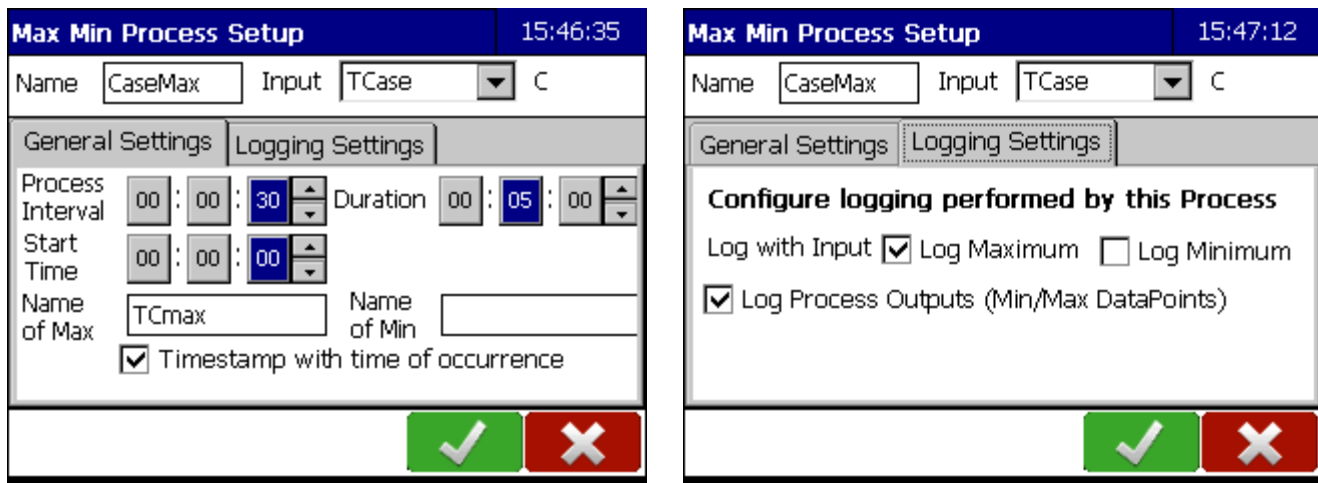 Max Min Process Setup 15:46:35
Name CaseMax Input TCase C
General Settings Logging Settings
Process Interval 00 : 00 : 30 Duration 00 : 05 : 00
Start Time 00 : 00 : 00
Name of Max TCmax Name of Min
Timestamp with time of occurrence
Max Min Process Setup 15:47:12
Name CaseMax Input TCase C
General Settings Logging Settings
Configure logging performed by this Process
Log with Input Log Maximum Log Minimum
Log Process Outputs (Min/Max DataPoints)